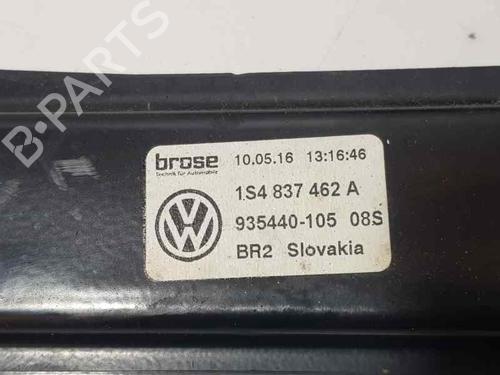 B-PARTS
brose 10.05.16 13:16:46
Technik für Automobile
1S4 837 462 A
935440-105 08S
BR2 Slovakia